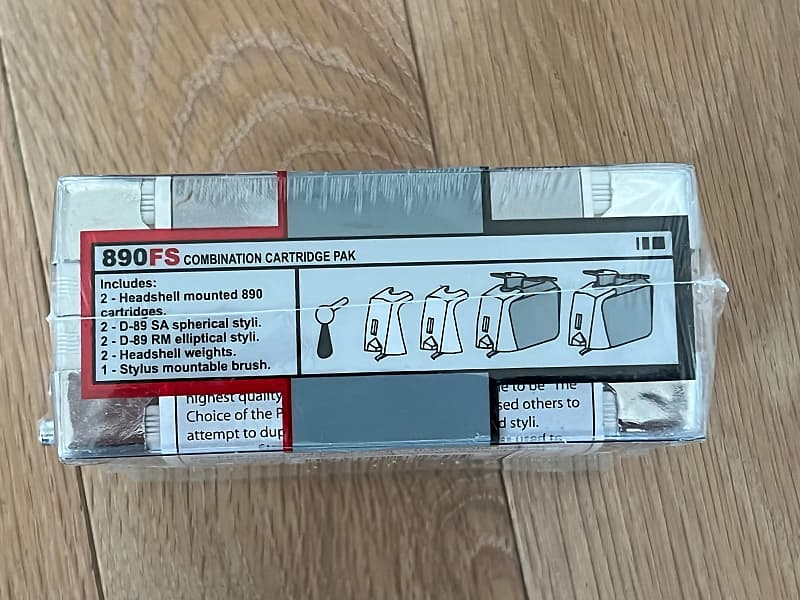 890FS COMBINATION CARTRIDGE PAK
Includes:
2 - Headshell mounted 890
cartridges.
2 - D-89 SA spherical styli.
2 - D-89 RM elliptical styli.
2 - Headshell weights.
1 - Stylus mountable brush.
highest quality
Choice of the P
attempt to dup
to be "The
sed others to
styli.